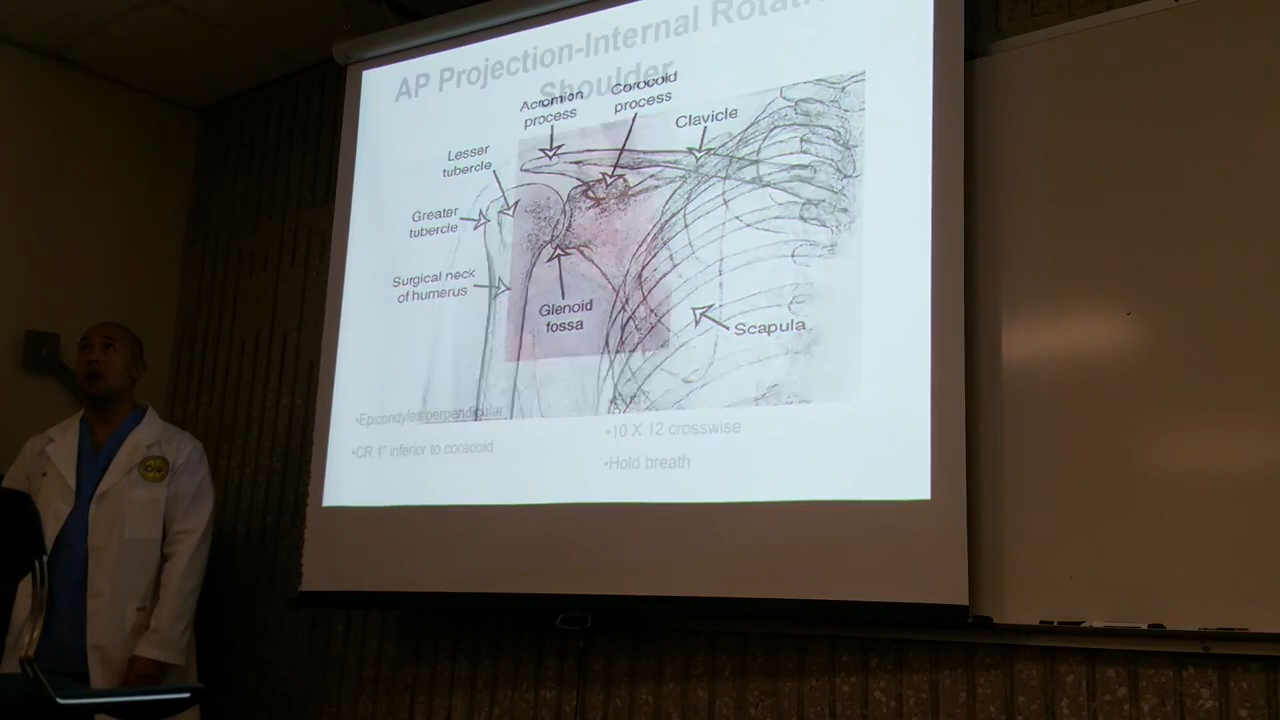 AP Projection-Internal Rotation
Shoulder
Acromion
process
Corocoid
process
Clavicle
Lesser
tubercle
Greater
tubercle
Surgical neck
of humerus
Glenoid
fossa
Scapula
•Epicondyles perpendicular
•CR 1" inferior to coracoid
•10 X 12 crosswise
•Hold breath